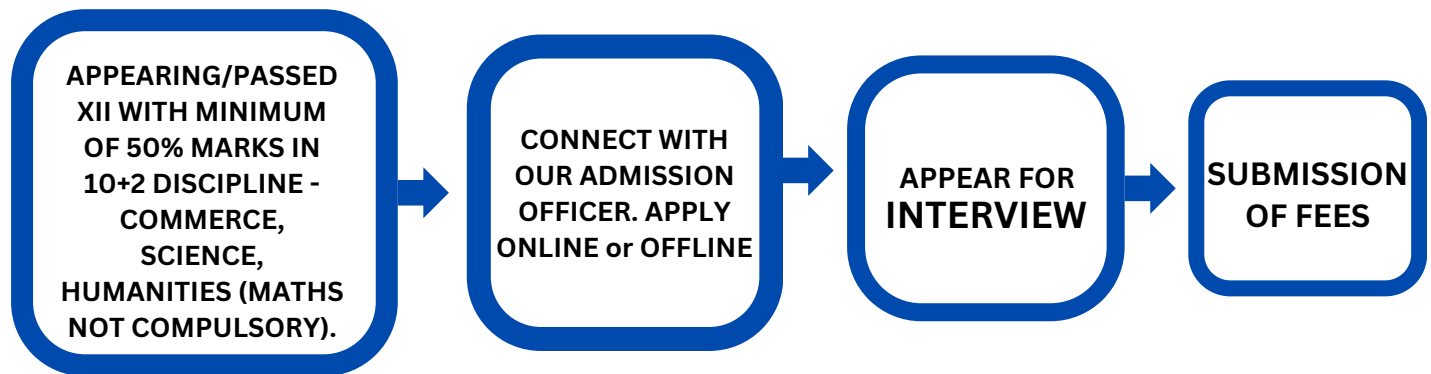 APPEARING/PASSED
XII WITH MINIMUM
OF 50% MARKS IN
10+2 DISCIPLINE -
COMMERCE,
SCIENCE,
HUMANITIES (MATHS
NOT COMPULSORY).
CONNECT WITH
OUR ADMISSION
OFFICER. APPLY
ONLINE or OFFLINE
APPEAR FOR
INTERVIEW
SUBMISSION
OF FEES